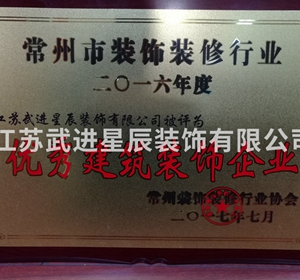 常州市装饰装修行业
二〇一六年度
江苏武进星辰装饰有限公司被评为
江苏武进星辰装饰有限公司
优秀建筑装饰企业
常州装饰装修行业协会
二〇一七年七月